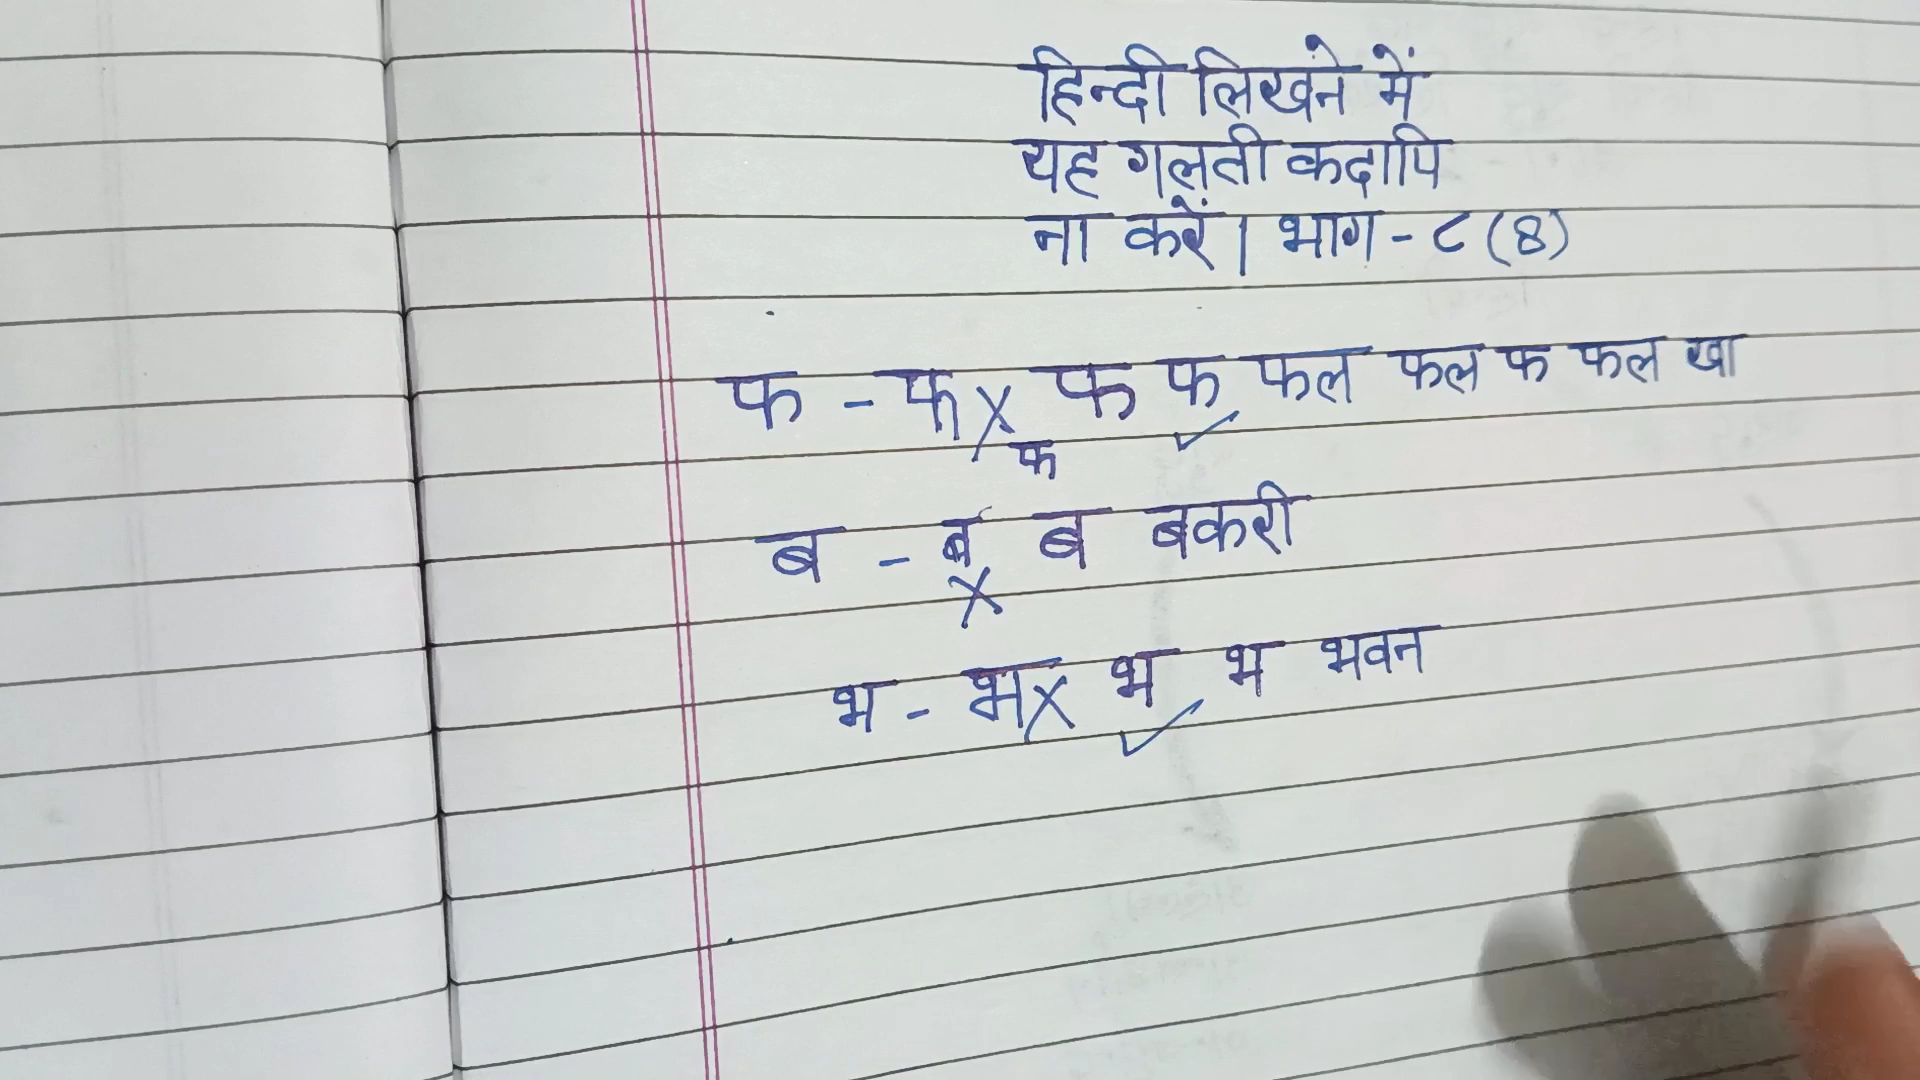 हिन्दी लिखने में
यह गलती कदापि
ना करें। भाग - ८ (8)
फ - फ x फ फ फल फल फ फल खा
फ
ब - ब ब बकरी
x
भ - भ x भ भ भवन